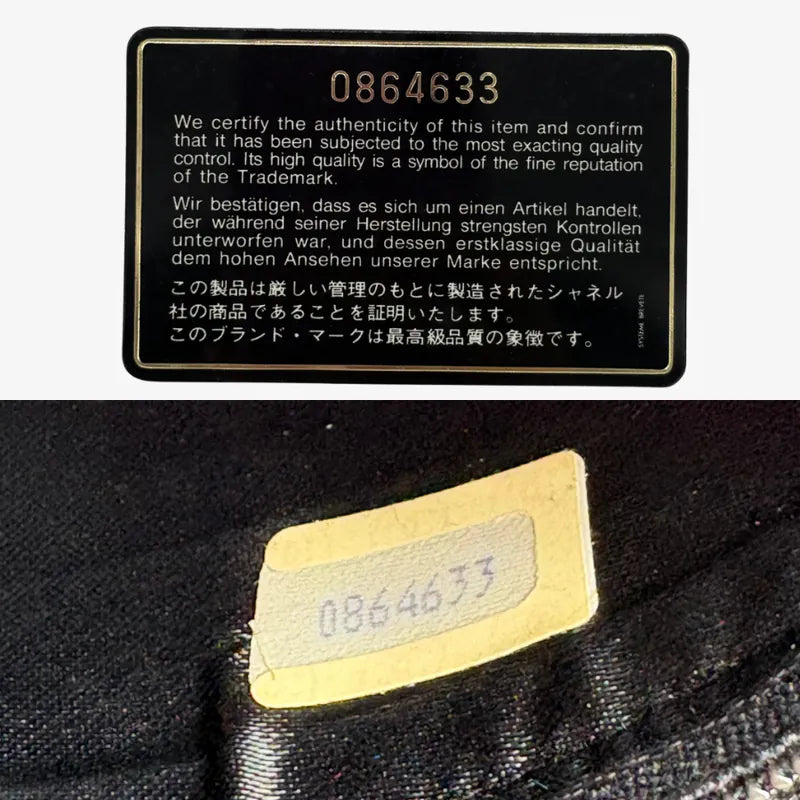 0864633
We certify the authenticity of this item and confirm
that it has been subjected to the most exacting quality
control. Its high quality is a symbol of the fine reputation
of the Trademark.
Wir bestätigen, dass es sich um einen Artikel handelt,
der während seiner Herstellung strengsten Kontrollen
unterworfen war, und dessen erstklassige Qualität
dem hohen Ansehen unserer Marke entspricht.
この製品は厳しい管理のもとに製造されたシャネル
社の商品であることを証明いたします。
このブランド・マークは最高級品質の象徴です。
SYSTEME BREVETE
0864633